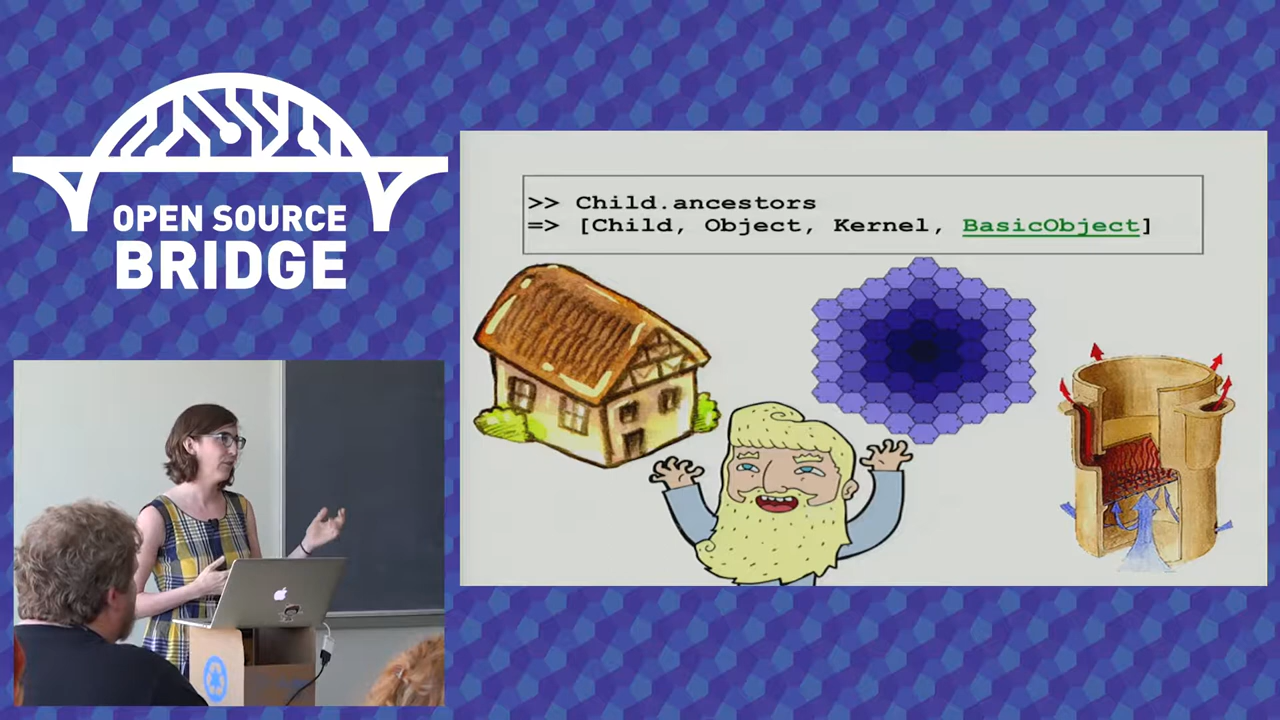 OPEN SOURCE
BRIDGE
>> Child.ancestors
=> [Child, Object, Kernel, BasicObject]